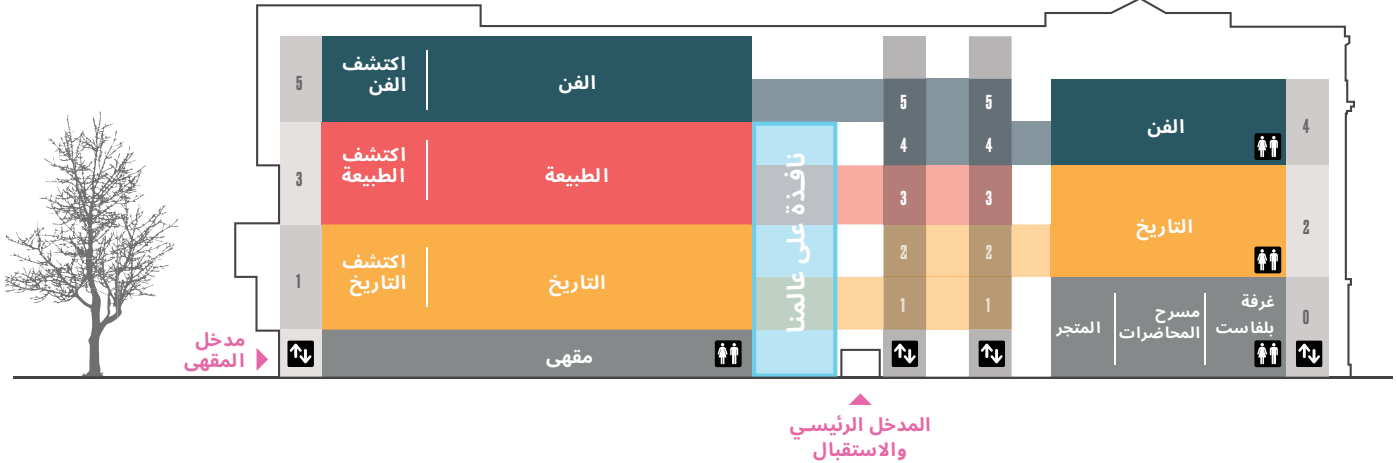 5
اكتشف
الفن
الفن
5
5
4
4
الفن
4
3
اكتشف
الطبيعة
الطبيعة
نافذة على عالمنا
3
3
التاريخ
2
2
2
1
اكتشف
التاريخ
التاريخ
1
1
غرفة
بلفاست
مسرح
المحاضرات
المتجر
0
مدخل
المقهى
مقهى
المدخل الرئيسي
والاستقبال